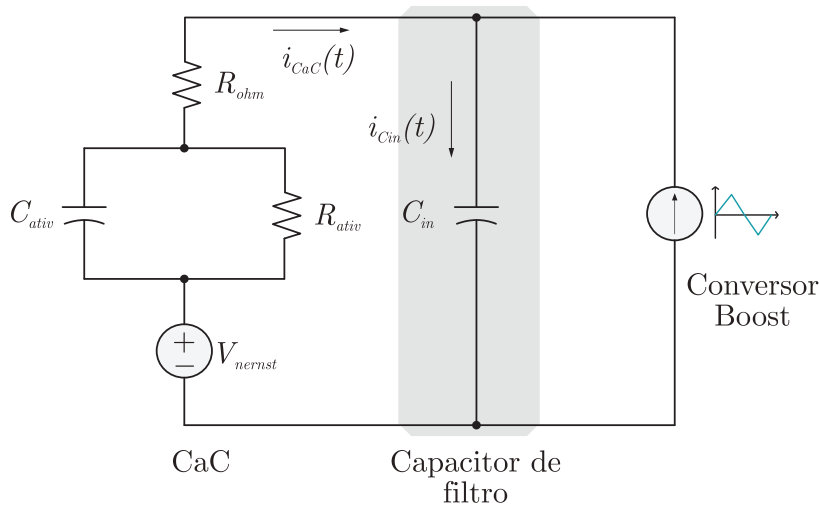 i_CaC(t)
R_ohm
i_Cin(t)
C_ativ
R_ativ
C_in
Conversor
Boost
+
−
V_nernst
CaC
Capacitor de
filtro